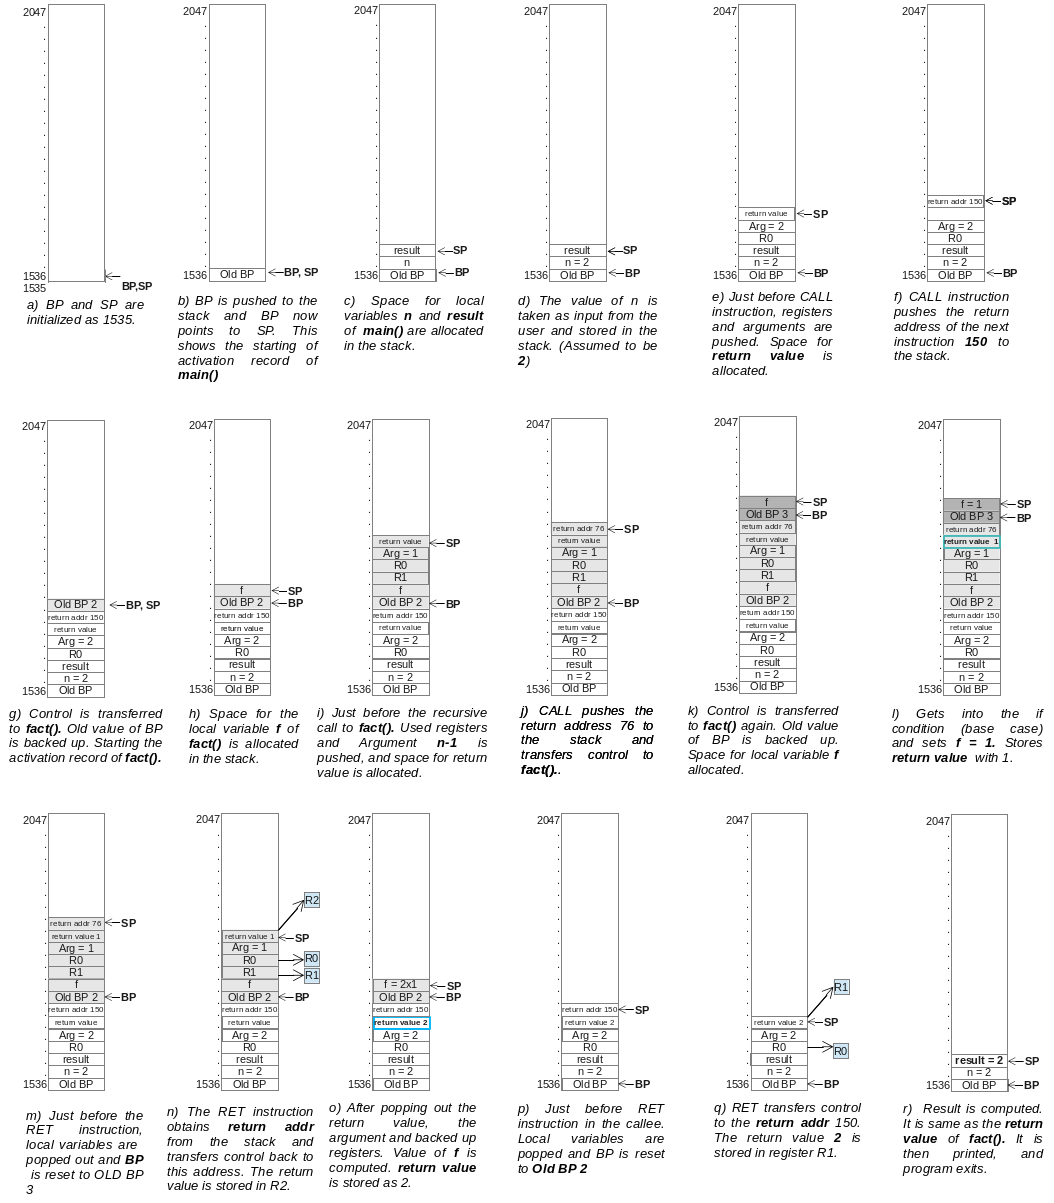 2047
1536
1535
BP,SP
a) BP and SP are
initialized as 1535.
2047
1536
Old BP
BP, SP
b) BP is pushed to the
stack and BP now
points to SP. This
shows the starting of
activation record of
main()
2047
result
n
Old BP
SP
BP
c) Space for local
variables n and result
of main() are allocated
in the stack.
2047
1536
result
n = 2
Old BP
SP
BP
d) The value of n is
taken as input from the
user and stored in the
stack. (Assumed to be
2)
2047
return value
Arg = 2
R0
result
n = 2
1536
Old BP
SP
BP
e) Just before CALL
instruction, registers
and arguments are
pushed. Space for
return value is
allocated.
2047
return addr 150
Arg = 2
R0
result
n = 2
1536
Old BP
SP
BP
f) CALL instruction
pushes the return
address of the next
instruction 150 to
the stack.
2047
Old BP 2
return addr 150
return value
Arg = 2
R0
result
n = 2
1536
Old BP
BP, SP
g) Control is transferred
to fact(). Old value of BP
is backed up. Starting the
activation record of fact().
2047
f
Old BP 2
return addr 150
return value
Arg = 2
R0
result
n = 2
1536
Old BP
SP
BP
h) Space for the
local variable f of
fact() is allocated
in the stack.
2047
return value
Arg = 1
R0
R1
f
Old BP 2
return addr 150
return value
Arg = 2
R0
result
n = 2
1536
Old BP
SP
BP
i) Just before the recursive
call to fact(). Used registers
and Argument n-1 is
pushed, and space for return
value is allocated.
2047
return addr 76
return value
Arg = 1
R0
R1
f
Old BP 2
return addr 150
return value
Arg = 2
R0
result
n = 2
1536
Old BP
SP
BP
j) CALL pushes the
return address 76 to
the stack and
transfers control to
fact()..
2047
f
Old BP 3
return addr 76
return value
Arg = 1
R0
R1
f
Old BP 2
return addr 150
return value
Arg = 2
R0
result
n = 2
1536
Old BP
SP
BP
k) Control is transferred
to fact() again. Old value
of BP is backed up.
Space for local variable f
allocated.
2047
f = 1
Old BP 3
return addr 76
return value 1
Arg = 1
R0
R1
f
Old BP 2
return addr 150
return value
Arg = 2
R0
result
n = 2
1536
Old BP
SP
BP
l) Gets into the if
condition (base case)
and sets f = 1. Stores
return value with 1.
2047
return addr 76
return value 1
Arg = 1
R0
R1
f
Old BP 2
return addr 150
return value
Arg = 2
R0
result
n = 2
1536
Old BP
SP
BP
m) Just before the
RET instruction,
local variables are
popped out and BP
is reset to OLD BP
3
2047
return value 1
Arg = 1
R0
R1
f
Old BP 2
return addr 150
return value
Arg = 2
R0
result
n = 2
1536
Old BP
R2
SP
R0
R1
BP
n) The RET instruction
obtains return addr
from the stack and
transfers control back to
this address. The return
value is stored in R2.
2047
f = 2x1
Old BP 2
return addr 150
return value 2
Arg = 2
R0
result
n = 2
1536
Old BP
SP
BP
o) After popping out the
return value, the
argument and backed up
registers. Value of f is
computed. return value
is stored as 2.
2047
return addr 150
return value 2
Arg = 2
R0
result
n = 2
1536
Old BP
SP
BP
p) Just before RET
instruction in the callee.
Local variables are
popped and BP is reset
to Old BP 2
2047
return value 2
Arg = 2
R0
result
n = 2
1536
Old BP
R1
SP
R0
BP
q) RET transfers control
to the return addr 150.
The return value 2 is
stored in register R1.
2047
result = 2
n = 2
1536
Old BP
SP
BP
r) Result is computed.
It is same as the return
value of fact(). It is
then printed, and
program exits.